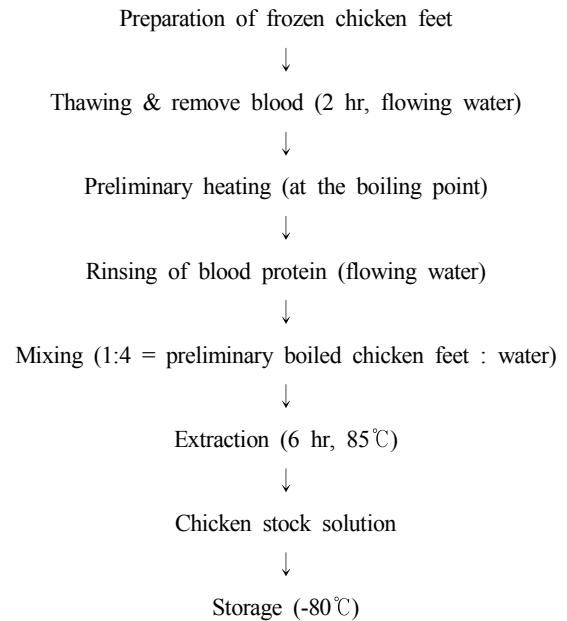 Preparation of frozen chicken feet
↓
Thawing & remove blood (2 hr, flowing water)
↓
Preliminary heating (at the boiling point)
↓
Rinsing of blood protein (flowing water)
↓
Mixing (1:4 = preliminary boiled chicken feet : water)
↓
Extraction (6 hr, 85℃)
↓
Chicken stock solution
↓
Storage (-80℃)